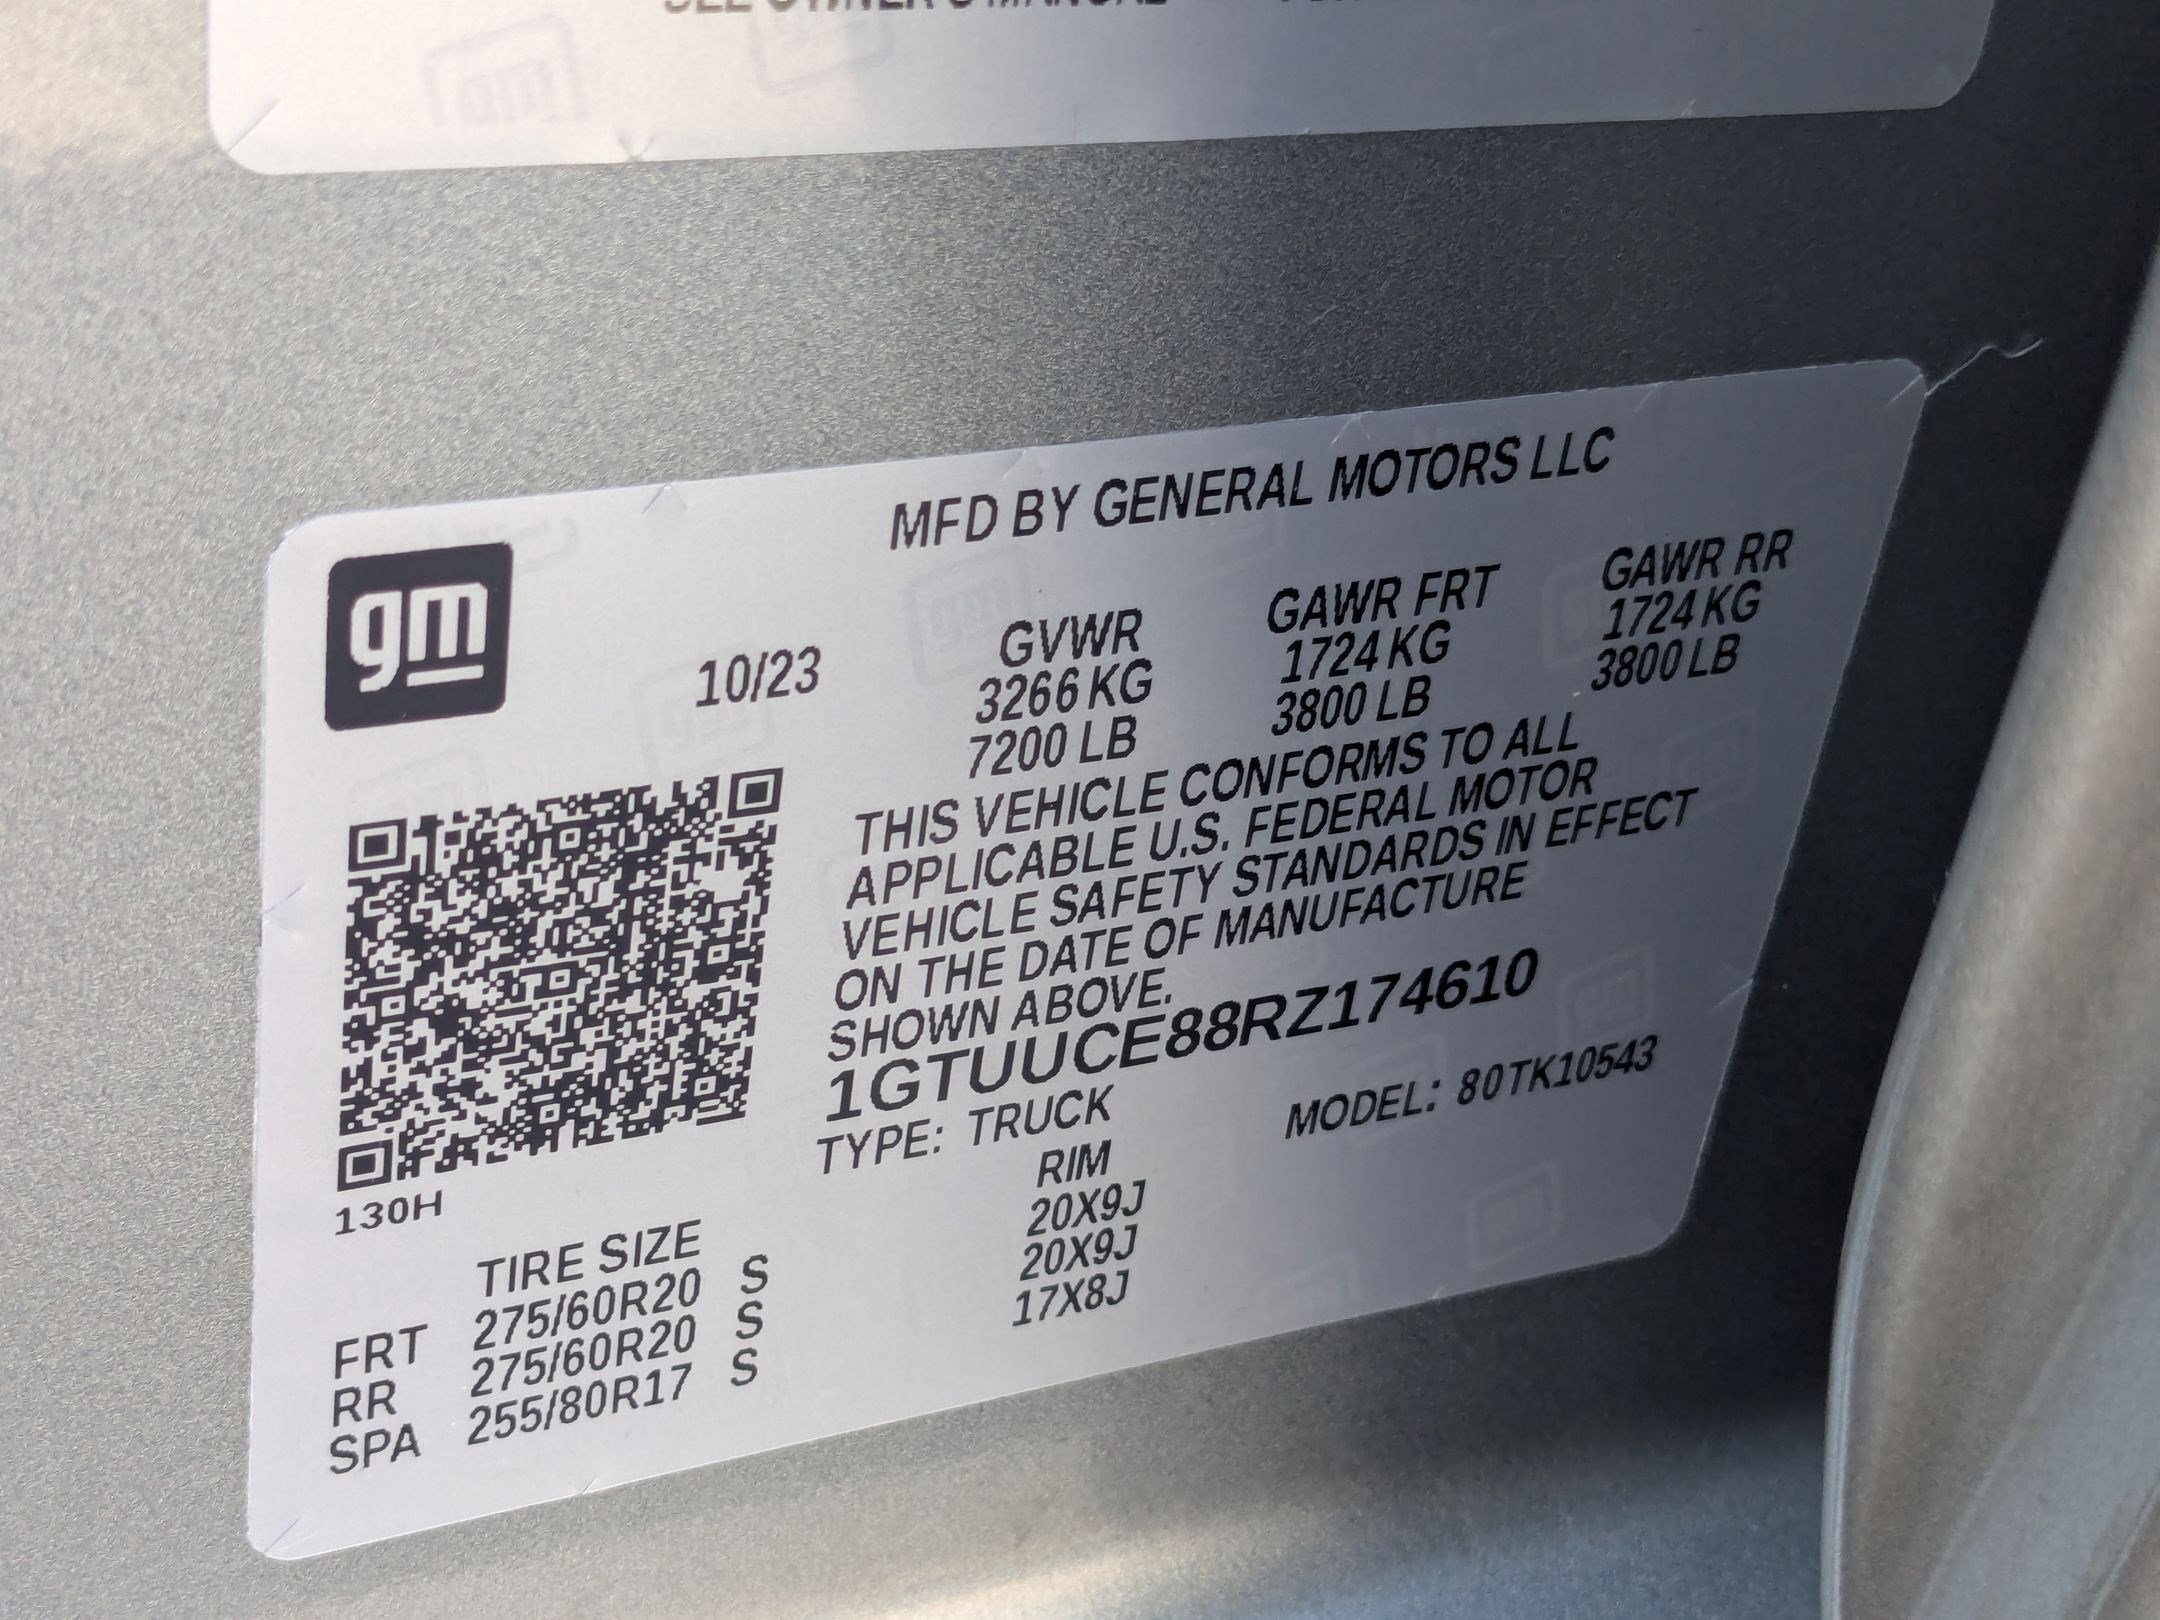 SEE OWNER'S MANUAL
gm
MFD BY GENERAL MOTORS LLC
10/23
GVWR GAWR FRT GAWR RR
3266 KG 1724 KG 1724 KG
7200 LB 3800 LB 3800 LB
THIS VEHICLE CONFORMS TO ALL
APPLICABLE U.S. FEDERAL MOTOR
VEHICLE SAFETY STANDARDS IN EFFECT
ON THE DATE OF MANUFACTURE
SHOWN ABOVE.
1GTUUCE88RZ174610
TYPE: TRUCK MODEL: 80TK10543
130H
TIRE SIZE RIM
FRT 275/60R20 S 20X9J
RR 275/60R20 S 20X9J
SPA 255/80R17 S 17X8J